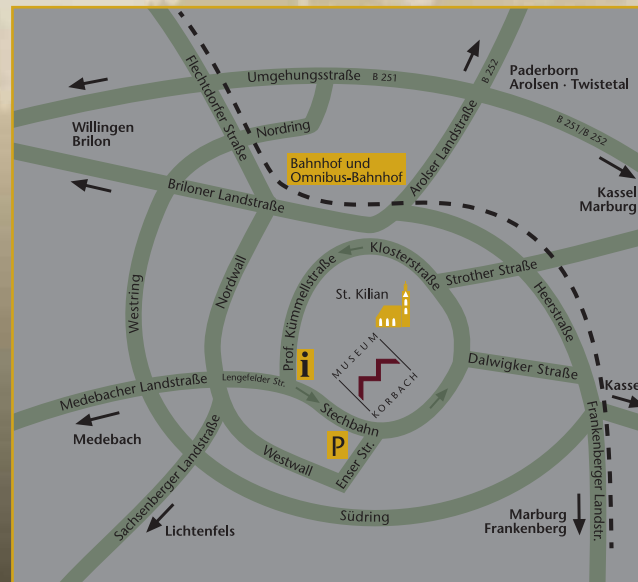 Flechtdorfer Straße
Umgehungsstraße B 251
B 252
Paderborn
Arolsen · Twistetal
Willingen
Brilon
Nordring
B 251/B 252
Bahnhof und
Omnibus-Bahnhof
Arolser Landstraße
Kassel
Marburg
Briloner Landstraße
Klosterstraße
Strother Straße
Nordwall
Prof. Kümmellstraße
St. Kilian
Heerstraße
Westring
MUSEUM
KORBACH
i
Dalwigker Straße
Kasse
Medebacher Landstraße
Lengefelder Str.
Stechbahn
Medebach
P
Frankenberger Landstr.
Westwall
Enser Str.
Sachsenberger Landstraße
Südring
Lichtenfels
Marburg
Frankenberg